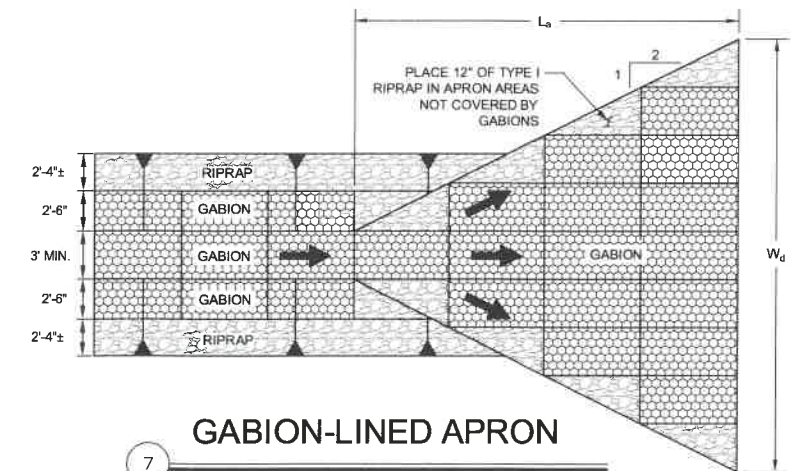 Lₐ
2
1
PLACE 12" OF TYPE I
RIPRAP IN APRON AREAS
NOT COVERED BY
GABIONS
2'-4"±
RIPRAP
2'-6"
GABION
3' MIN.
GABION
GABION
W_d
2'-6"
GABION
2'-4"±
RIPRAP
GABION-LINED APRON
7